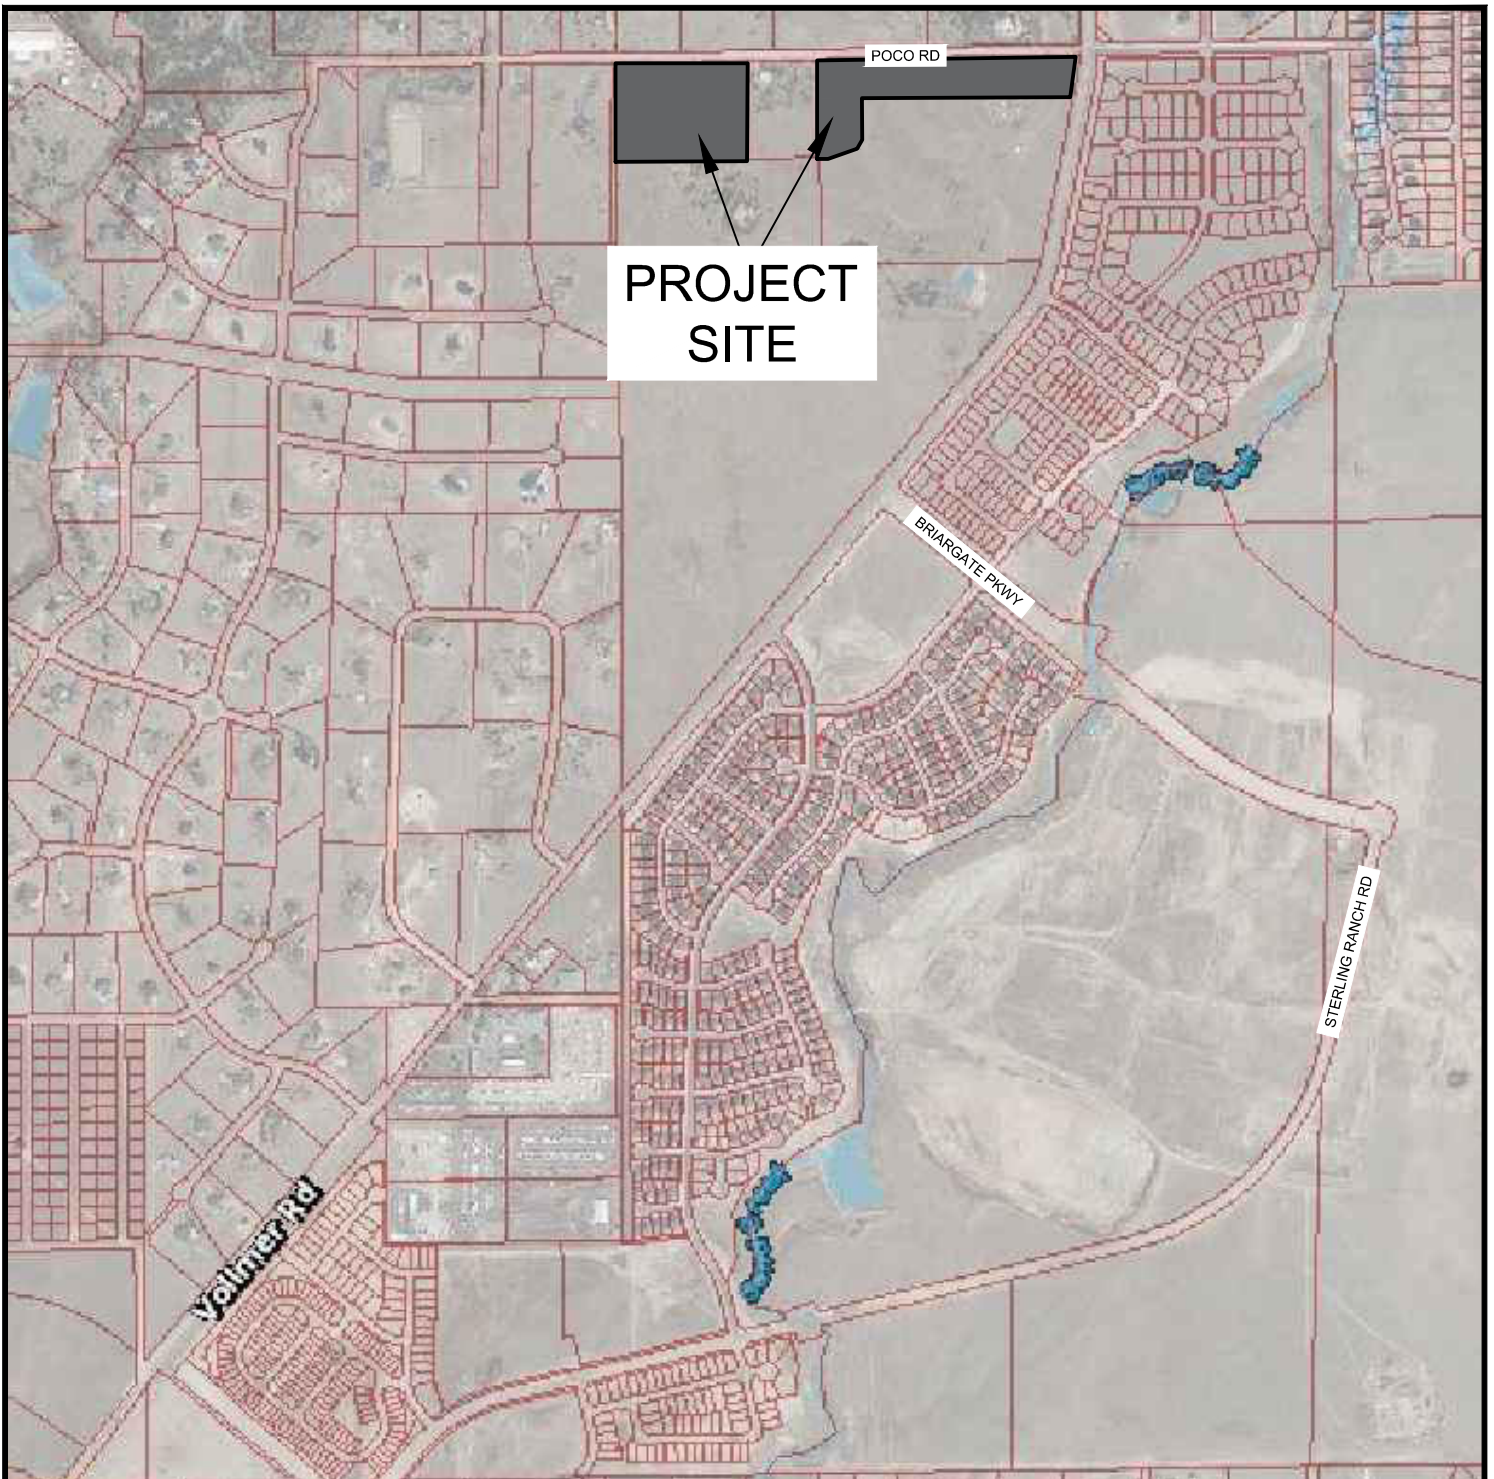 POCO RD
PROJECT
SITE
BRIARGATE PKWY
STERLING RANCH RD
Vollmer Rd